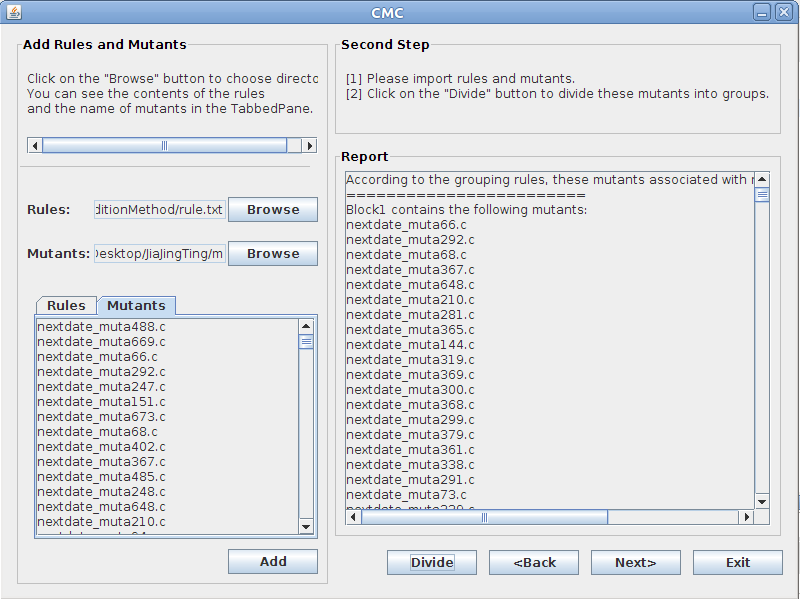 CMC
Add Rules and Mutants
Click on the "Browse" button to choose directo
You can see the contents of the rules
and the name of mutants in the TabbedPane.
Rules:
ditionMethod/rule.txt
Browse
Mutants:
Desktop/JiaJingTing/m
Browse
Rules
Mutants
nextdate_muta488.c
nextdate_muta669.c
nextdate_muta66.c
nextdate_muta292.c
nextdate_muta247.c
nextdate_muta151.c
nextdate_muta673.c
nextdate_muta68.c
nextdate_muta402.c
nextdate_muta367.c
nextdate_muta485.c
nextdate_muta248.c
nextdate_muta648.c
nextdate_muta210.c
Add
Second Step
[1] Please import rules and mutants.
[2] Click on the "Divide" button to divide these mutants into groups.
Report
According to the grouping rules, these mutants associated with
========================
Block1 contains the following mutants:
nextdate_muta66.c
nextdate_muta292.c
nextdate_muta68.c
nextdate_muta367.c
nextdate_muta648.c
nextdate_muta210.c
nextdate_muta281.c
nextdate_muta365.c
nextdate_muta144.c
nextdate_muta319.c
nextdate_muta369.c
nextdate_muta300.c
nextdate_muta368.c
nextdate_muta299.c
nextdate_muta379.c
nextdate_muta361.c
nextdate_muta338.c
nextdate_muta291.c
nextdate_muta73.c
Divide
<Back
Next>
Exit